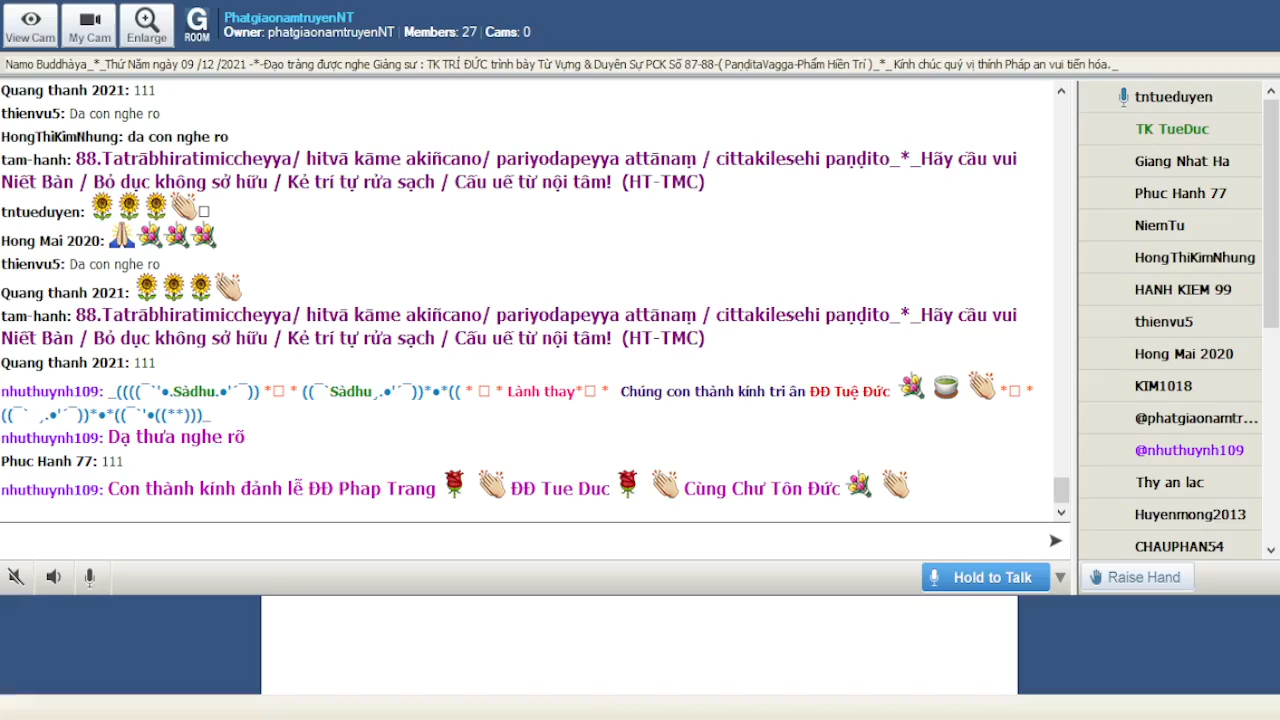 View Cam
My Cam
Enlarge
G
ROOM
PhatgiaonamtruyenNT
Owner: phatgiaonamtruyenNT | Members: 27 | Cams: 0
Namo Buddhàya_*_Thứ Năm ngày 09 /12 /2021 -*-Đạo tràng được nghe Giảng sư : TK TRÍ ĐỨC trình bày Từ Vựng & Duyên Sự PCK Số 87-88-( PaṇḍitaVagga-Phẩm Hiền Trí )_*_ Kính chúc quý vị thính Pháp an vui tiến hóa._
Quang thanh 2021: 111
thienvu5: Da con nghe ro
HongThiKimNhung: da con nghe ro
tam-hanh: 88.Tatrābhiratimiccheyya/ hitvā kāme akiñcano/ pariyodapeyya attānaṃ / cittakilesehi paṇḍito_*_Hãy cầu vui
Niết Bàn / Bỏ dục không sở hữu / Kẻ trí tự rửa sạch / Cấu uế từ nội tâm! (HT-TMC)
tntueduyen:
Hong Mai 2020:
thienvu5: Da con nghe ro
Quang thanh 2021:
tam-hanh: 88.Tatrābhiratimiccheyya/ hitvā kāme akiñcano/ pariyodapeyya attānaṃ / cittakilesehi paṇḍito_*_Hãy cầu vui
Niết Bàn / Bỏ dục không sở hữu / Kẻ trí tự rửa sạch / Cấu uế từ nội tâm! (HT-TMC)
Quang thanh 2021: 111
nhuthuynh109: _((((¯`'●.Sàdhu.●'´¯)) *□ * ((¯`Sàdhu¸.●'´¯))*●*(( * □ * Lành thay*□ * Chúng con thành kính tri ân ĐĐ Tuệ Đức *□ *
((¯` ¸.●'´¯))*●*((¯`'●((**)))_
nhuthuynh109: Dạ thưa nghe rõ
Phuc Hanh 77: 111
nhuthuynh109: Con thành kính đảnh lễ ĐĐ Phap Trang ĐĐ Tue Duc Cùng Chư Tôn Đức
Hold to Talk
tntueduyen
TK TueDuc
Giang Nhat Ha
Phuc Hanh 77
NiemTu
HongThiKimNhung
HANH KIEM 99
thienvu5
Hong Mai 2020
KIM1018
@phatgiaonamtr...
@nhuthuynh109
Thy an lac
Huyenmong2013
CHAUPHAN54
Raise Hand